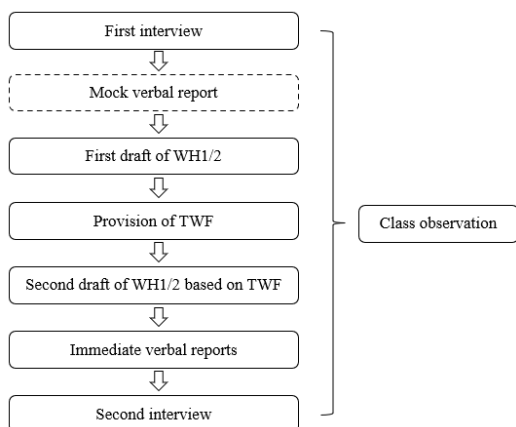 First interview
Mock verbal report
First draft of WH1/2
Provision of TWF
Class observation
Second draft of WH1/2 based on TWF
Immediate verbal reports
Second interview